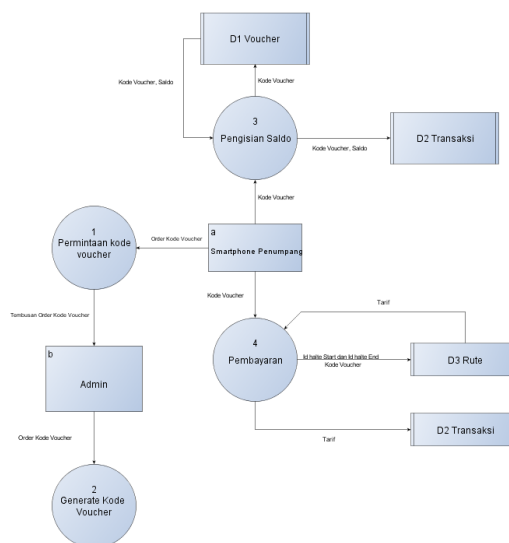 D1 Voucher
Kode Voucher, Saldo
Kode Voucher
3
Pengisian Saldo
Kode Voucher, Saldo
D2 Transaksi
Kode Voucher
1
Permintaan kode
voucher
Order Kode Voucher
a
Smartphone Penumpang
Kode Voucher
Tembusan Order Kode Voucher
Tarif
4
Pembayaran
Id halte Start dan Id halte End
Kode Voucher
D3 Rute
b
Admin
D2 Transaksi
Tarif
Order Kode Voucher
2
Generate Kode
Voucher